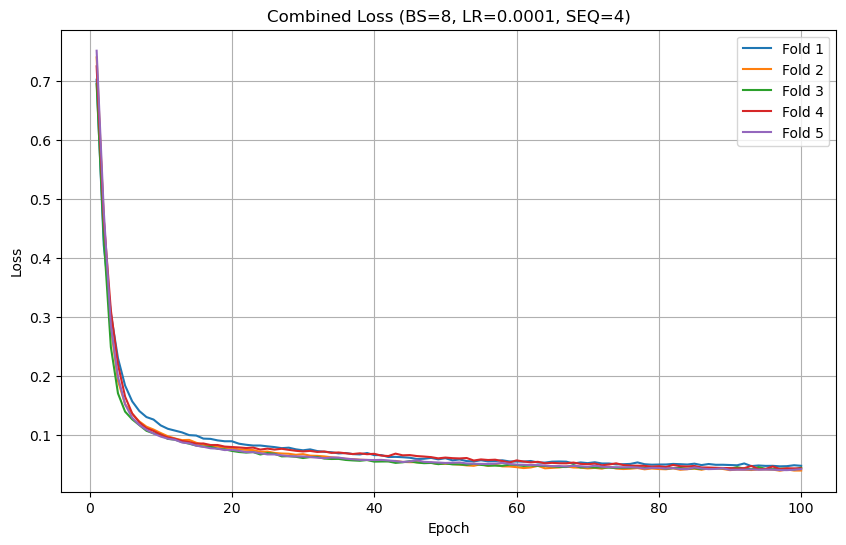 Combined Loss (BS=8, LR=0.0001, SEQ=4)
Fold 1
Fold 2
Fold 3
Fold 4
Fold 5
Loss
0.7
0.6
0.5
0.4
0.3
0.2
0.1
0 20 40 60 80 100
Epoch